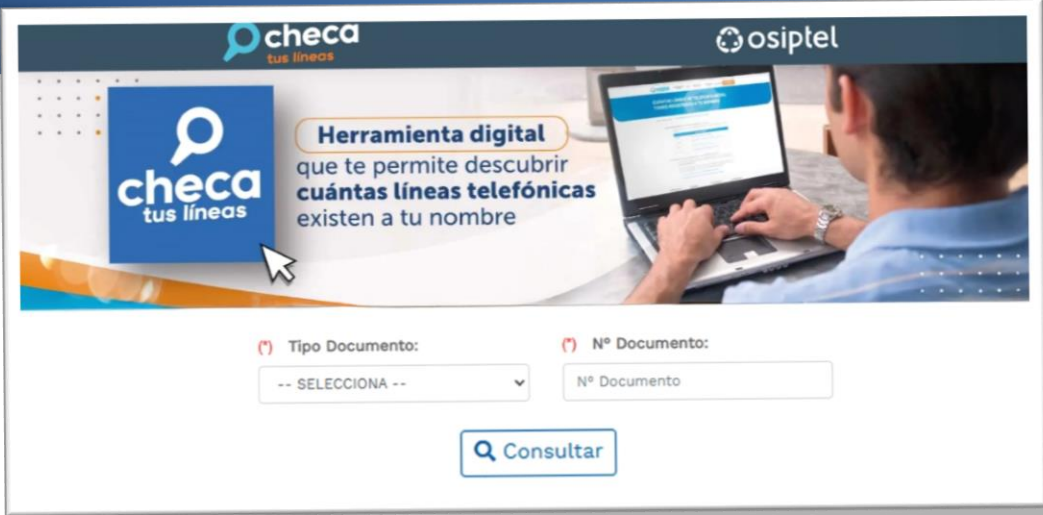 checa
tus líneas
osiptel
checa
tus líneas
Herramienta digital
que te permite descubrir
cuántas líneas telefónicas
existen a tu nombre
(*) Tipo Documento:
(*) Nº Documento:
-- SELECCIONA --
Nº Documento
Consultar